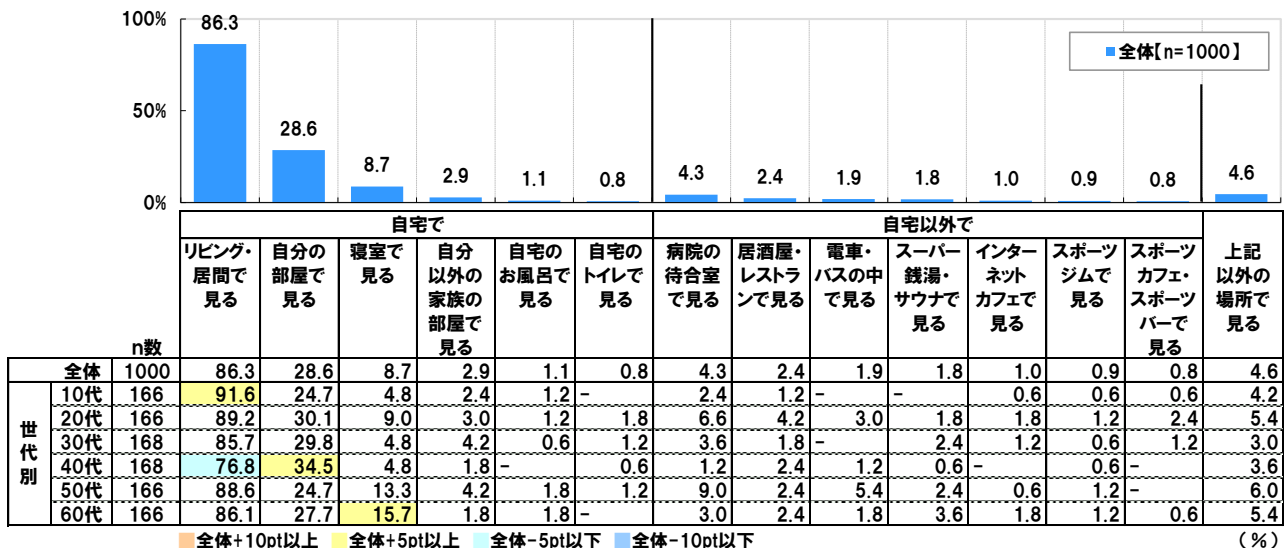 100%
50%
0%
86.3
28.6
8.7
2.9
1.1
0.8
4.3
2.4
1.9
1.8
1.0
0.9
0.8
4.6
■全体【n=1000】
自宅で 自宅以外で
n数
リビング・
居間で
見る
自分の
部屋で
見る
寝室で
見る
自分
以外の
家族の
部屋で
見る
自宅の
お風呂で
見る
自宅の
トイレで
見る
病院の
待合室
で見る
居酒屋・
レストラ
ンで見る
電車・
バスの中
で見る
スーパー
銭湯・
サウナで
見る
インター
ネット
カフェで
見る
スポーツ
ジムで
見る
スポーツ
カフェ・
スポーツ
バーで
見る
上記
以外の
場所で
見る
全体 1000 86.3 28.6 8.7 2.9 1.1 0.8 4.3 2.4 1.9 1.8 1.0 0.9 0.8 4.6
世代別
10代 166 91.6 24.7 4.8 2.4 1.2 - 2.4 1.2 - - 0.6 0.6 0.6 4.2
20代 166 89.2 30.1 9.0 3.0 1.2 1.8 6.6 4.2 3.0 1.8 1.8 1.2 2.4 5.4
30代 168 85.7 29.8 4.8 4.2 0.6 1.2 3.6 1.8 - 2.4 1.2 0.6 1.2 3.0
40代 168 76.8 34.5 4.8 1.8 - 0.6 1.2 2.4 1.2 0.6 - 0.6 - 3.6
50代 166 88.6 24.7 13.3 4.2 1.8 1.2 9.0 2.4 5.4 2.4 0.6 1.2 - 6.0
60代 166 86.1 27.7 15.7 1.8 1.8 - 3.0 2.4 1.8 3.6 1.8 1.2 0.6 5.4
■全体+10pt以上 ■全体+5pt以上 ■全体-5pt以下 ■全体-10pt以下 (%)